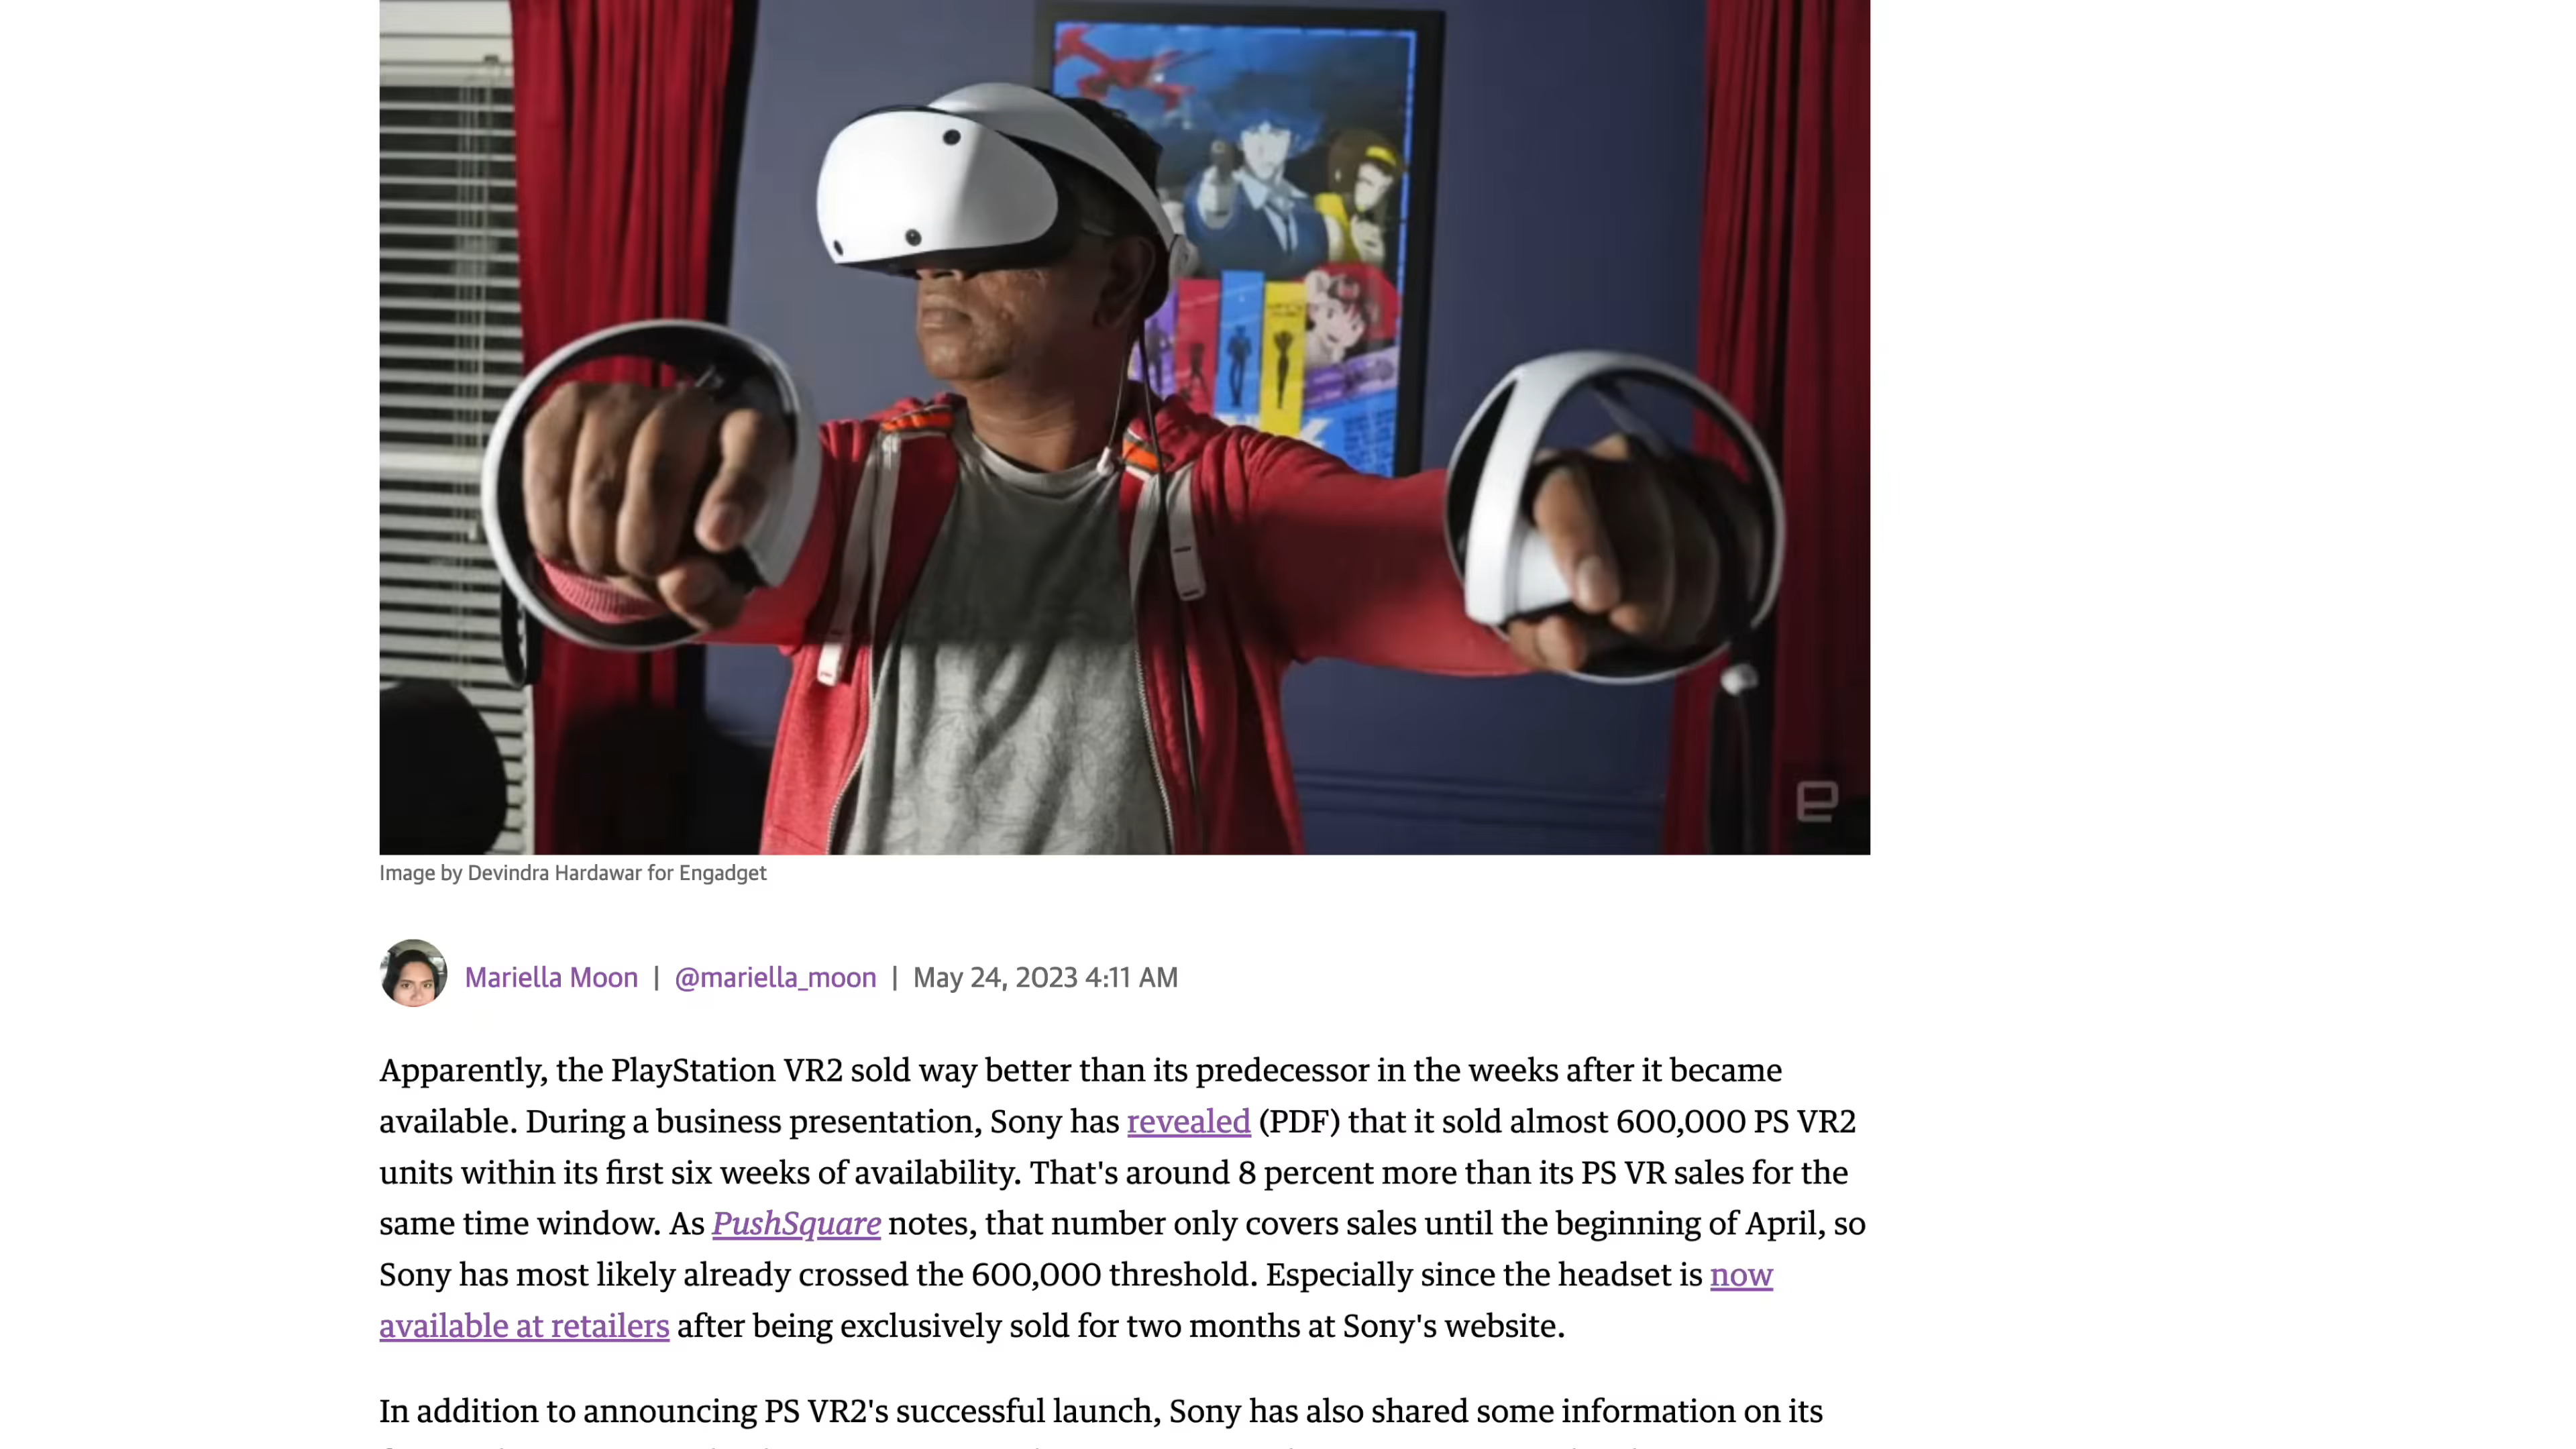 Image by Devindra Hardawar for Engadget
Mariella Moon | @mariella_moon | May 24, 2023 4:11 AM
Apparently, the PlayStation VR2 sold way better than its predecessor in the weeks after it became
available. During a business presentation, Sony has revealed (PDF) that it sold almost 600,000 PS VR2
units within its first six weeks of availability. That's around 8 percent more than its PS VR sales for the
same time window. As PushSquare notes, that number only covers sales until the beginning of April, so
Sony has most likely already crossed the 600,000 threshold. Especially since the headset is now
available at retailers after being exclusively sold for two months at Sony's website.
In addition to announcing PS VR2's successful launch, Sony has also shared some information on its